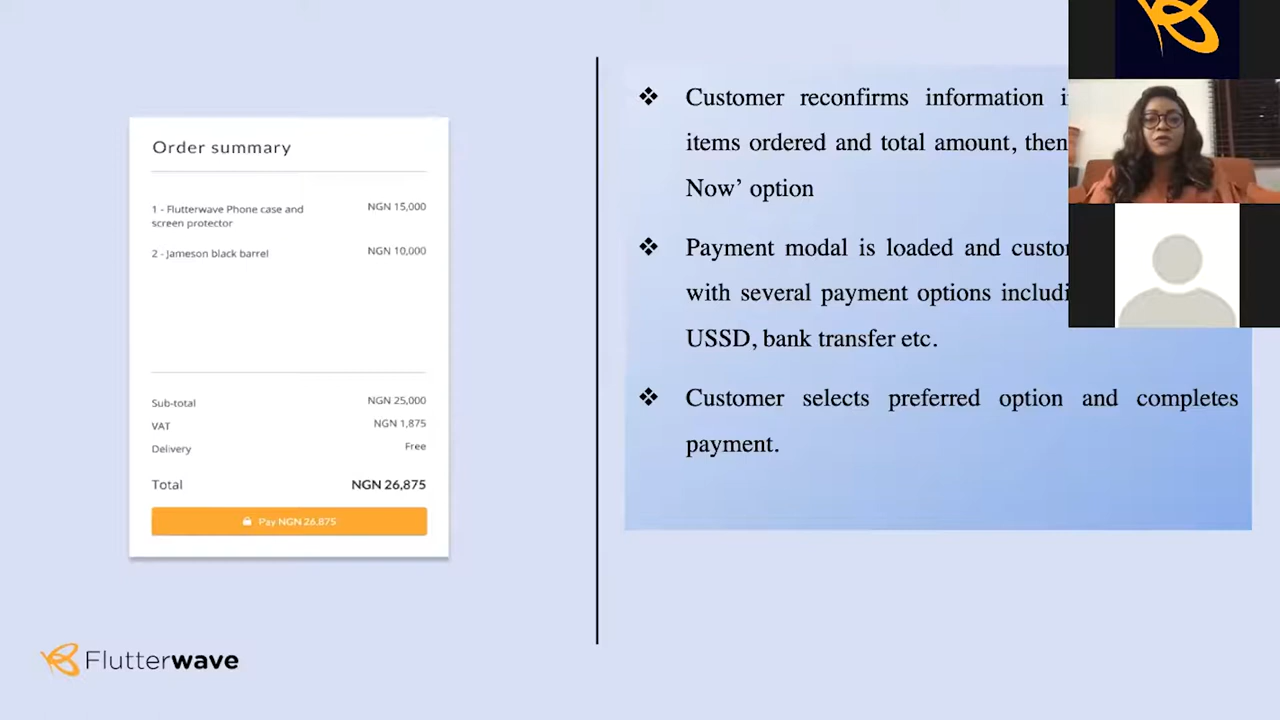 Order summary
1 - Flutterwave Phone case and
screen protector
NGN 15,000
2 - Jameson black barrel
NGN 10,000
Sub-total
NGN 25,000
VAT
NGN 1,875
Delivery
Free
Total
NGN 26,875
Pay NGN 26,875
Flutterwave
❖ Customer reconfirms information
items ordered and total amount, then
Now’ option
❖ Payment modal is loaded and
with several payment options
USSD, bank transfer etc.
❖ Customer selects preferred option and completes
payment.